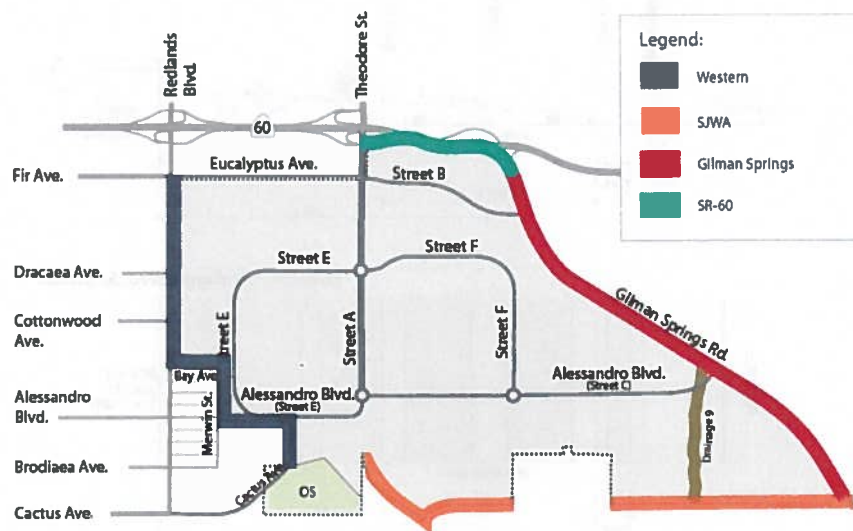 Redlands
Blvd.
Theodore St.
Legend:
Western
SJWA
Gilman Springs
SR-60
60
Fir Ave.
Eucalyptus Ave.
Street B
Dracaea Ave.
Street E
Street F
Cottonwood
Ave.
Street E
Street A
Street F
Gilman Springs Rd.
Bay Ave
Alessandro
Blvd.
Merwin St.
Alessandro Blvd.
(Street E)
Alessandro Blvd.
(Street C)
Drainage 9
Brodiaea Ave.
Cactus Ave
OS
Cactus Ave.